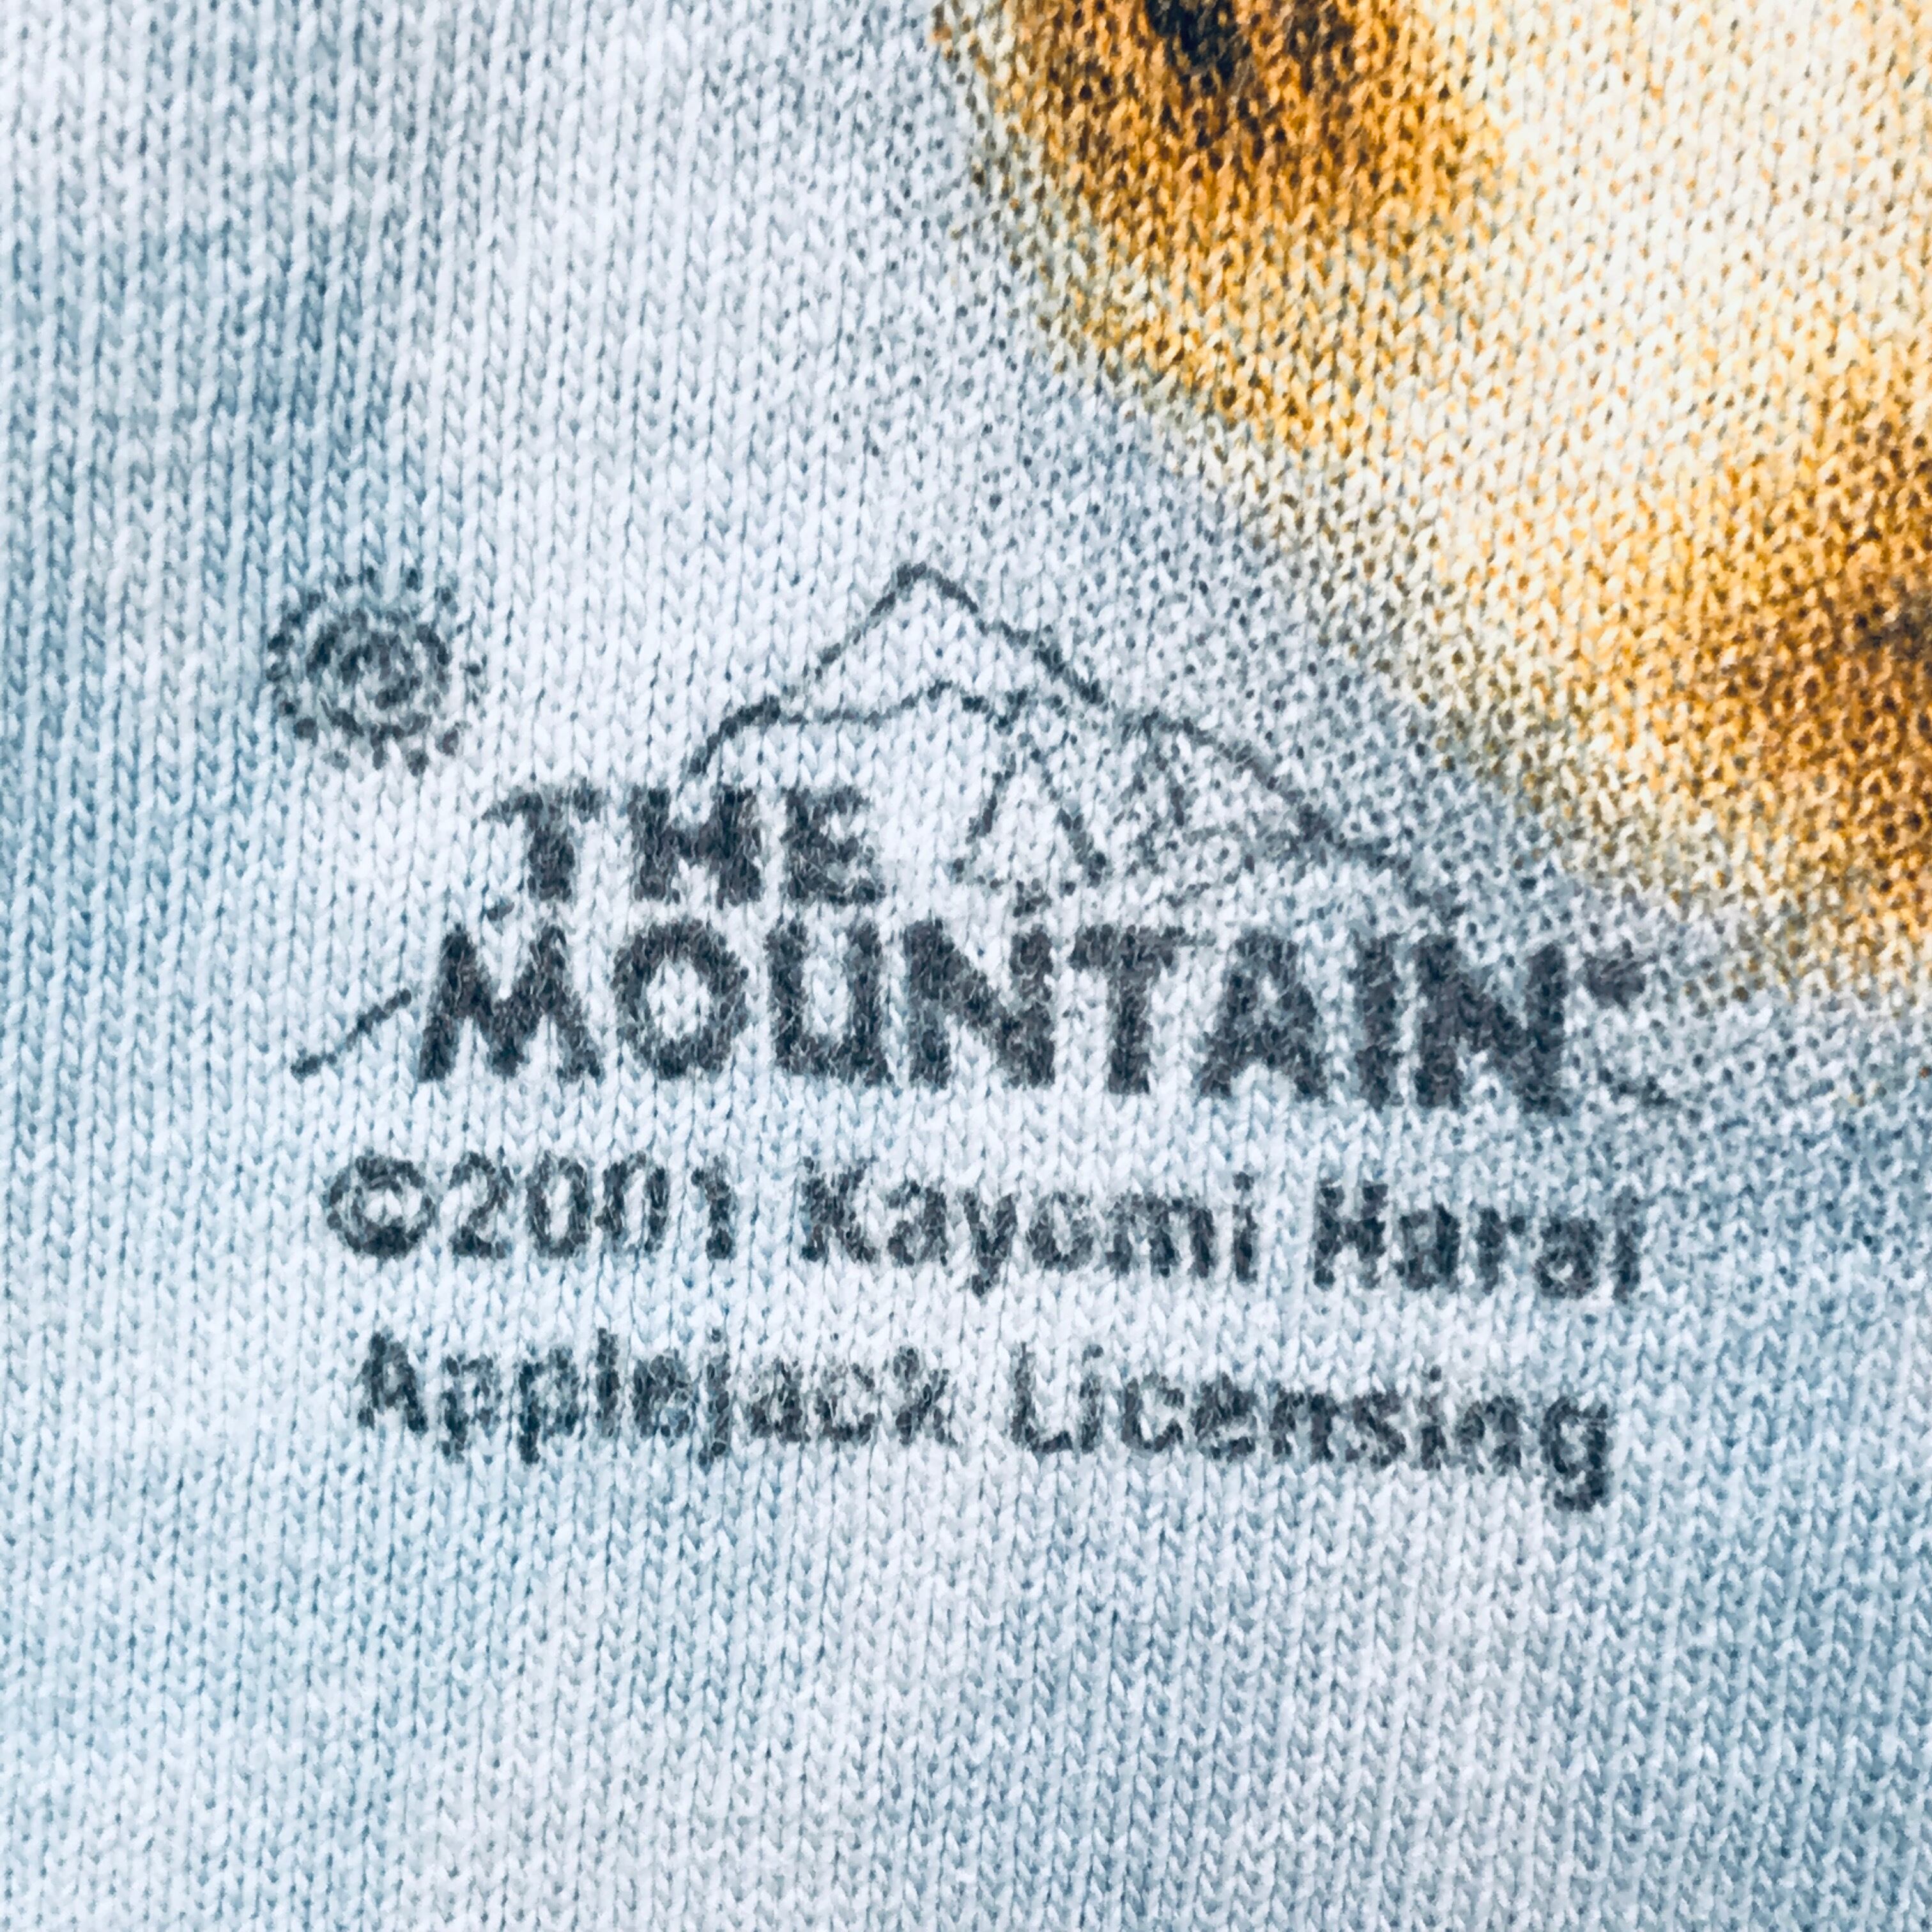 THE
MOUNTAIN
©2001 Kayomi Harai
Applejack Licensing